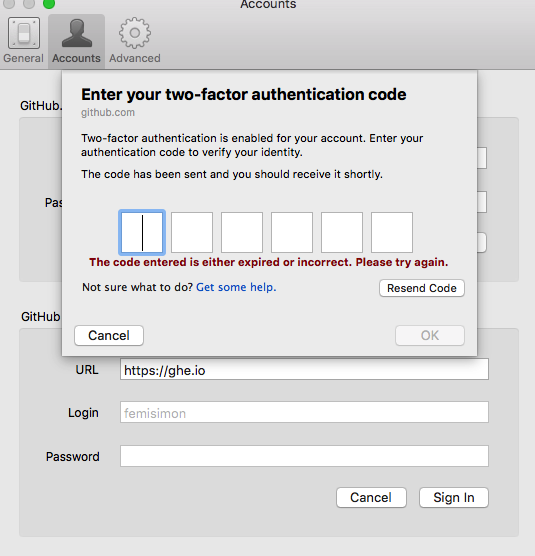 Accounts
General Accounts Advanced
GitHub.
Enter your two-factor authentication code
github.com
Two-factor authentication is enabled for your account. Enter your
authentication code to verify your identity.
The code has been sent and you should receive it shortly.
The code entered is either expired or incorrect. Please try again.
Not sure what to do? Get some help.
Resend Code
Cancel OK
GitHub
URL https://ghe.io
Login femisimon
Password
Cancel Sign In